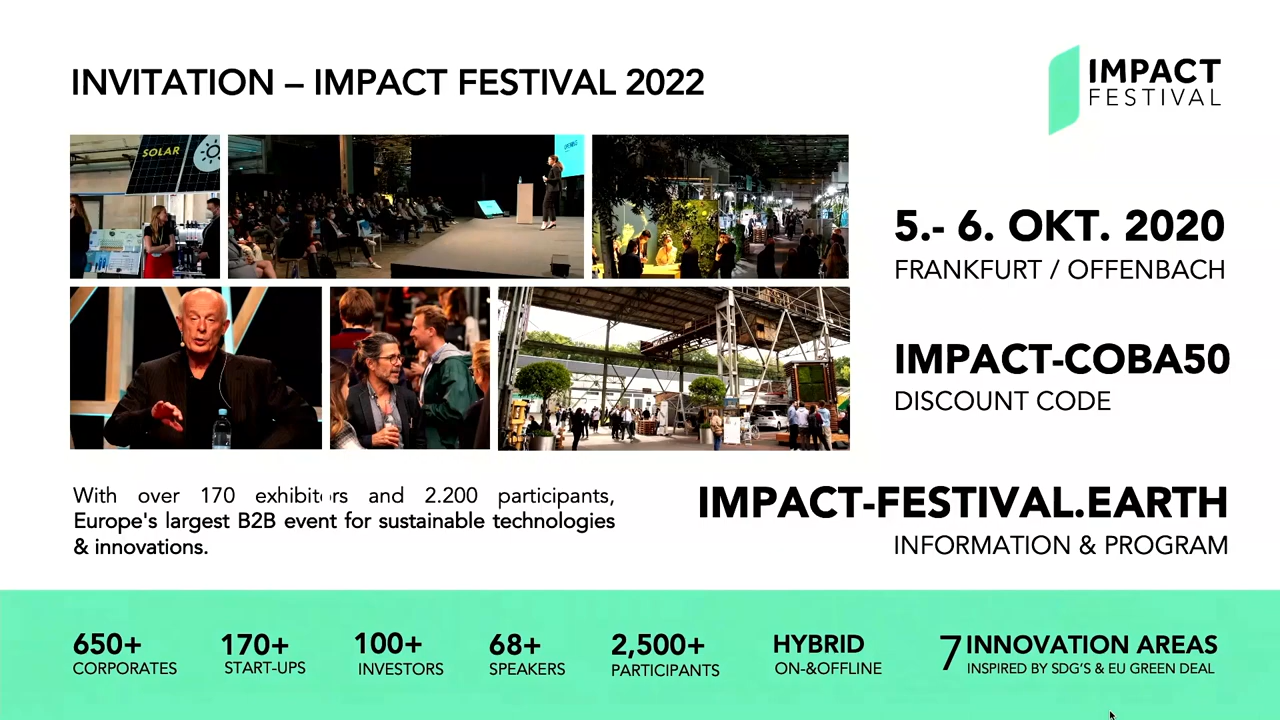 INVITATION – IMPACT FESTIVAL 2022
IMPACT
FESTIVAL
SOLAR
5.- 6. OKT. 2020
FRANKFURT / OFFENBACH
IMPACT-COBA50
DISCOUNT CODE
With over 170 exhibitors and 2.200 participants,
Europe's largest B2B event for sustainable technologies
& innovations.
IMPACT-FESTIVAL.EARTH
INFORMATION & PROGRAM
650+
CORPORATES
170+
START-UPS
100+
INVESTORS
68+
SPEAKERS
2,500+
PARTICIPANTS
HYBRID
ON-&OFFLINE
7 INNOVATION AREAS
INSPIRED BY SDG'S & EU GREEN DEAL